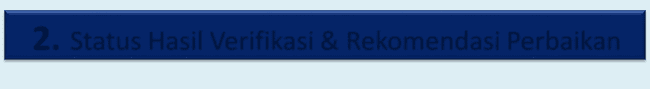 2. Status Hasil Verifikasi & Rekomendasi Perbaikan